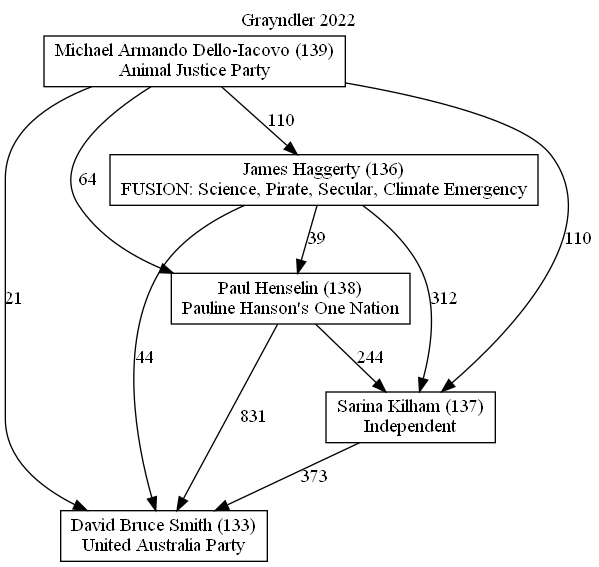 Grayndler 2022
Michael Armando Dello-Iacovo (139)
Animal Justice Party
110
James Haggerty (136)
FUSION: Science, Pirate, Secular, Climate Emergency
64
39
110
Paul Henselin (138)
Pauline Hanson's One Nation
21
312
44
244
Sarina Kilham (137)
Independent
831
373
David Bruce Smith (133)
United Australia Party